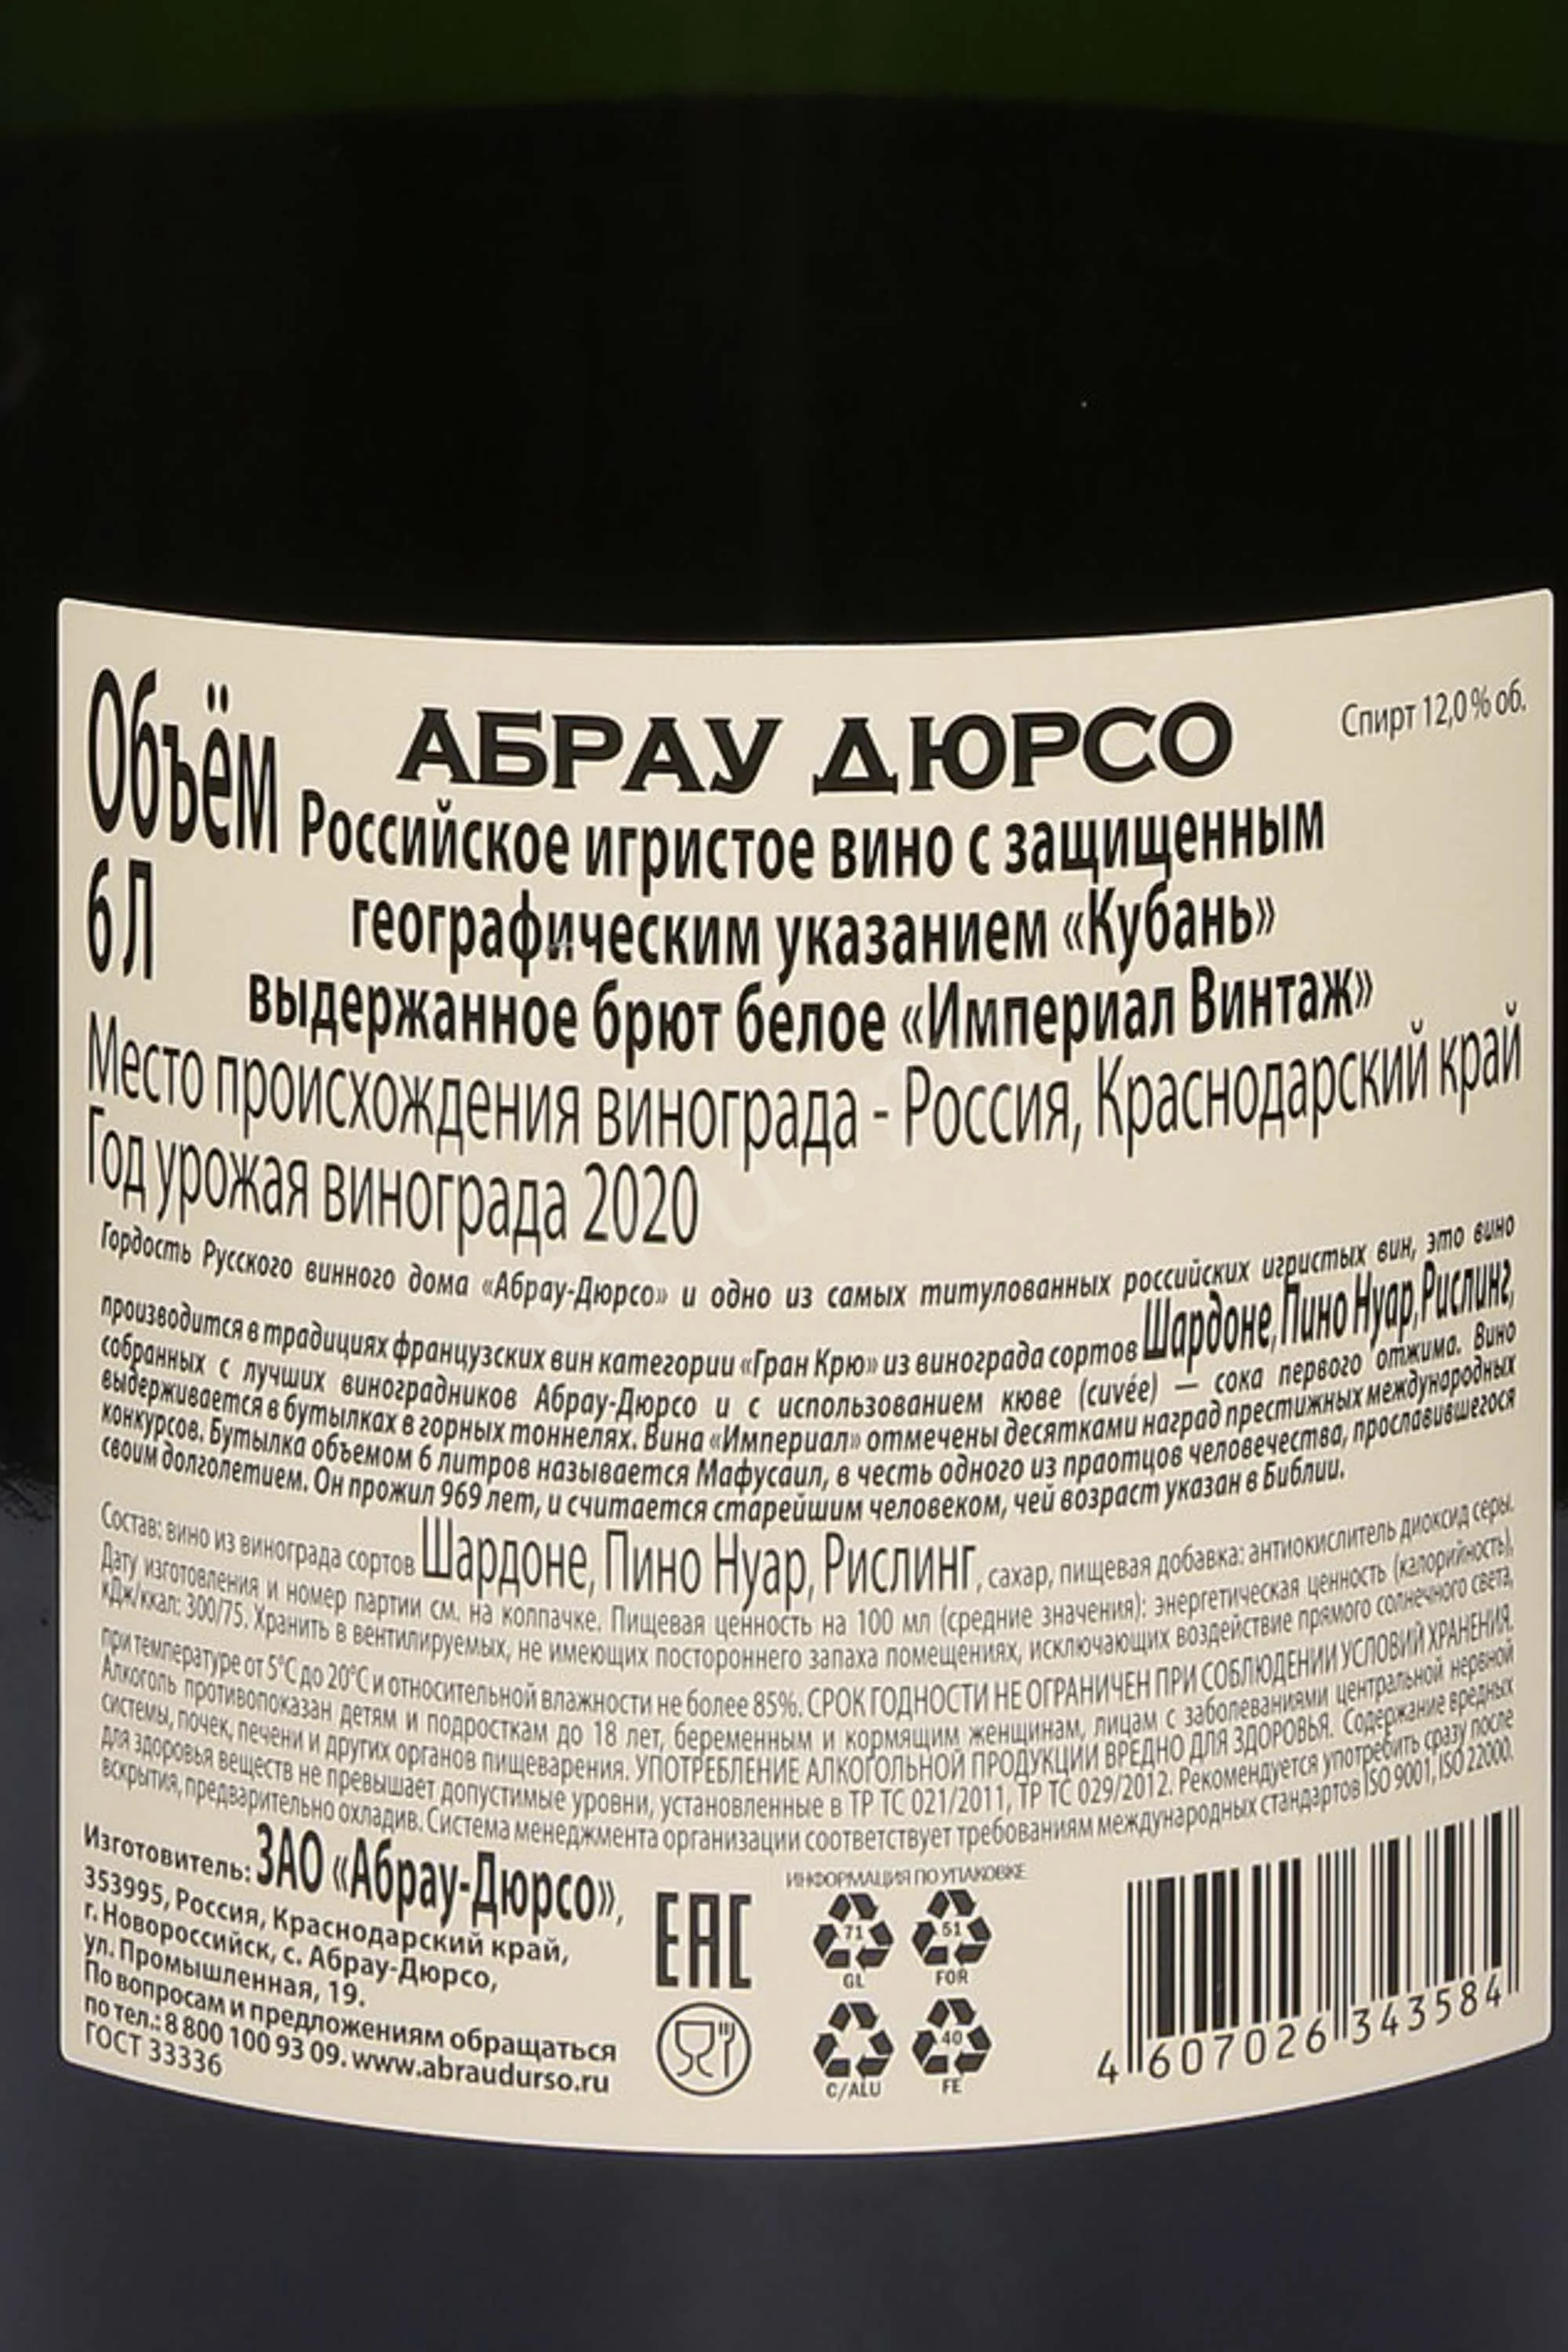 Объём
6 Л
АБРАУ ДЮРСО
Спирт 12,0 % об.
Российское игристое вино с защищенным
географическим указанием «Кубань»
выдержанное брют белое «Империал Винтаж»
Место происхождения винограда - Россия, Краснодарский край
Год урожая винограда 2020
Гордость Русского винного дома «Абрау-Дюрсо» и одно из самых титулованных российских игристых вин, это вино
производится в традициях французских вин категории «Гран Крю» из винограда сортов Шардоне, Пино Нуар, Рислинг,
собранных с лучших виноградников Абрау-Дюрсо и с использованием кюве (cuvée) — сока первого отжима. Вино
выдерживается в бутылках в горных тоннелях. Вина «Империал» отмечены десятками наград престижных международных
конкурсов. Бутылка объемом 6 литров называется Мафусаил, в честь одного из праотцов человечества, прославившегося
своим долголетием. Он прожил 969 лет, и считается старейшим человеком, чей возраст указан в Библии.
Состав: вино из винограда сортов Шардоне, Пино Нуар, Рислинг, сахар, пищевая добавка: антиокислитель диоксид серы.
Дату изготовления и номер партии см. на колпачке. Пищевая ценность на 100 мл (средние значения): энергетическая ценность (калорийность),
кДж/ккал: 300/75. Хранить в вентилируемых, не имеющих постороннего запаха помещениях, исключающих воздействие прямого солнечного света,
при температуре от 5°С до 20°С и относительной влажности не более 85%. СРОК ГОДНОСТИ НЕ ОГРАНИЧЕН ПРИ СОБЛЮДЕНИИ УСЛОВИЙ ХРАНЕНИЯ.
Алкоголь противопоказан детям и подросткам до 18 лет, беременным и кормящим женщинам, лицам с заболеваниями центральной нервной
системы, почек, печени и других органов пищеварения. УПОТРЕБЛЕНИЕ АЛКОГОЛЬНОЙ ПРОДУКЦИИ ВРЕДНО ДЛЯ ЗДОРОВЬЯ. Содержание вредных
для здоровья веществ не превышает допустимые уровни, установленные в ТР ТС 021/2011, ТР ТС 029/2012. Рекомендуется употребить сразу после
вскрытия, предварительно охладив. Система менеджмента организации соответствует требованиям международных стандартов ISO 9001, ISO 22000.
Изготовитель: ЗАО «Абрау-Дюрсо»,
353995, Россия, Краснодарский край,
г. Новороссийск, с. Абрау-Дюрсо,
ул. Промышленная, 19.
По вопросам и предложениям обращаться
по тел.: 8 800 100 93 09. www.abraudurso.ru
ГОСТ 33336
EAC
ИНФОРМАЦИЯ ПО УПАКОВКЕ
71
GL
51
FOR
C/ALU
40
FE
4 607026 343584